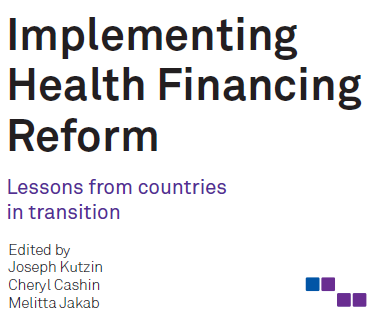 Implementing
Health Financing
Reform
Lessons from countries
in transition
Edited by
Joseph Kutzin
Cheryl Cashin
Melitta Jakab